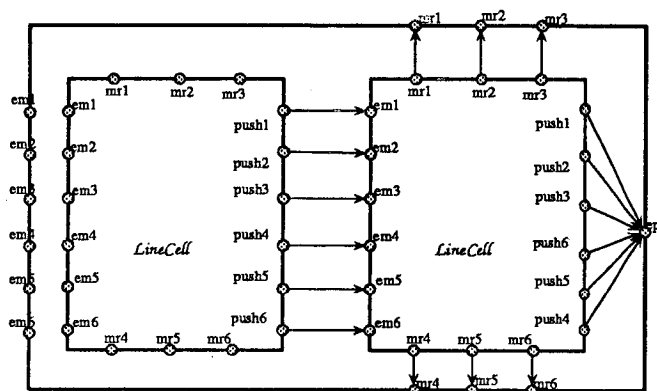 mr1 mr2 mr3
mr1 mr2 mr3 mr1 mr2 mr3
em1 em1 push1 em1 push1
em2 em2 push2 em2 push2
em3 em3 push3 em3 push3
em4 em4 push4 em4 push6 ep
LineCell LineCell
em5 em5 push5 em5 push5
em6 em6 push6 em6 push4
mr4 mr5 mr6 mr4 mr5 mr6
mr4 mr5 mr6